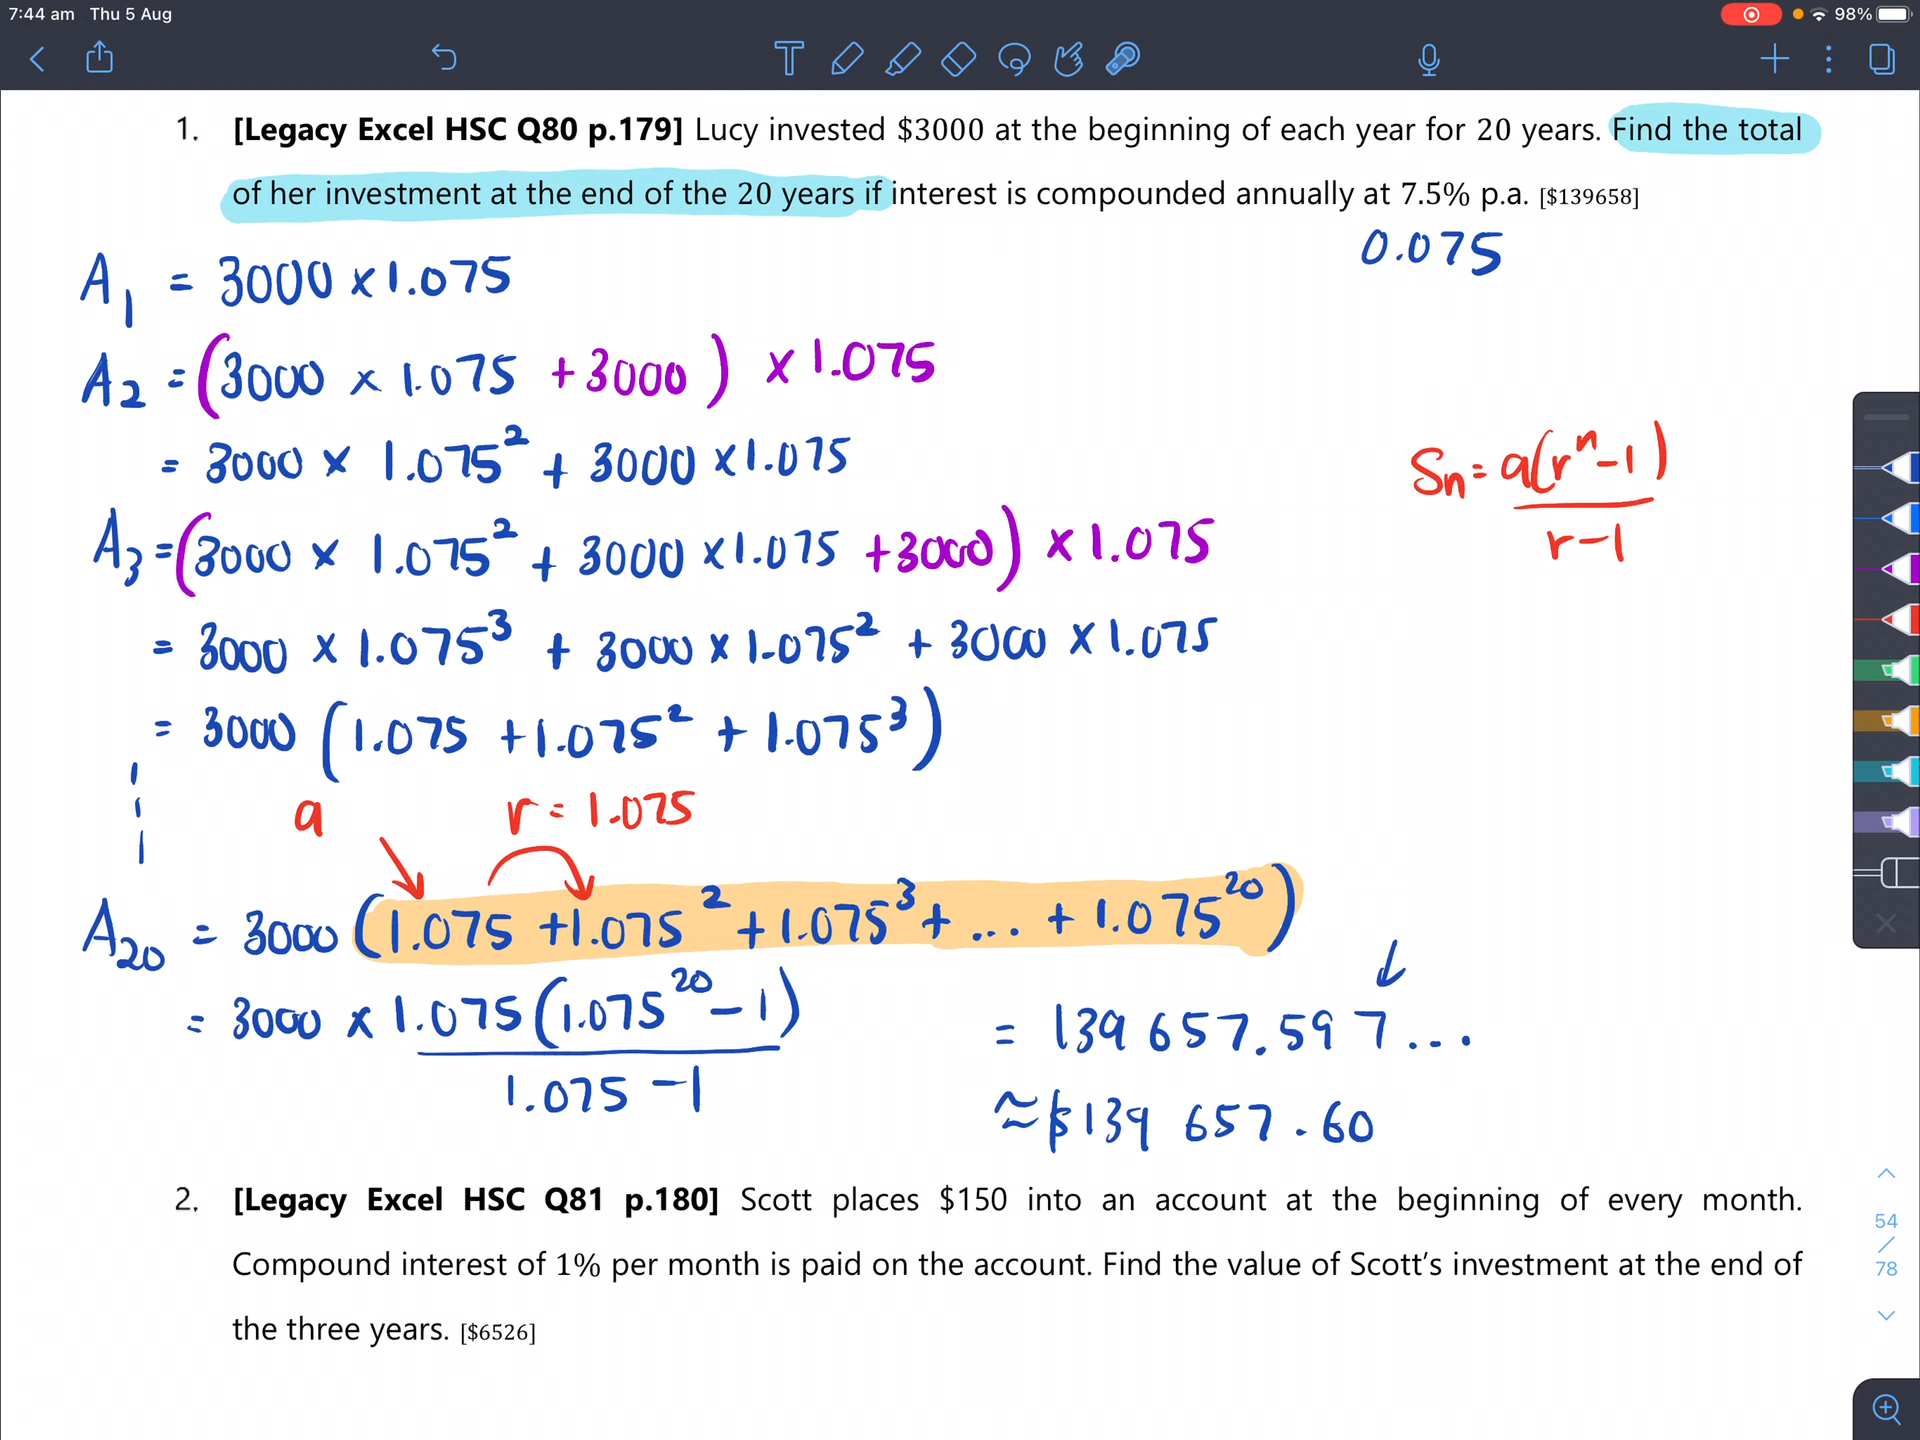 7:44 am Thu 5 Aug 98%
T
1. [Legacy Excel HSC Q80 p.179] Lucy invested $3000 at the beginning of each year for 20 years. Find the total
of her investment at the end of the 20 years if interest is compounded annually at 7.5% p.a. [$139658]
0.075
A₁ = 3000 × 1.075
A₂ = (3000 × 1.075 + 3000) × 1.075
= 3000 × 1.075² + 3000 × 1.075
Sn = a(rⁿ − 1)
r − 1
A₃ = (3000 × 1.075² + 3000 × 1.075 + 3000) × 1.075
= 3000 × 1.075³ + 3000 × 1.075² + 3000 × 1.075
= 3000 (1.075 + 1.075² + 1.075³)
a r = 1.075
A₂₀ = 3000 (1.075 + 1.075² + 1.075³ + ... + 1.075²⁰)
= 3000 × 1.075 (1.075²⁰ − 1)
1.075 − 1
= 139 657.597...
≈ $139 657.60
2. [Legacy Excel HSC Q81 p.180] Scott places $150 into an account at the beginning of every month.
Compound interest of 1% per month is paid on the account. Find the value of Scott’s investment at the end of
the three years. [$6526]
54
/
78